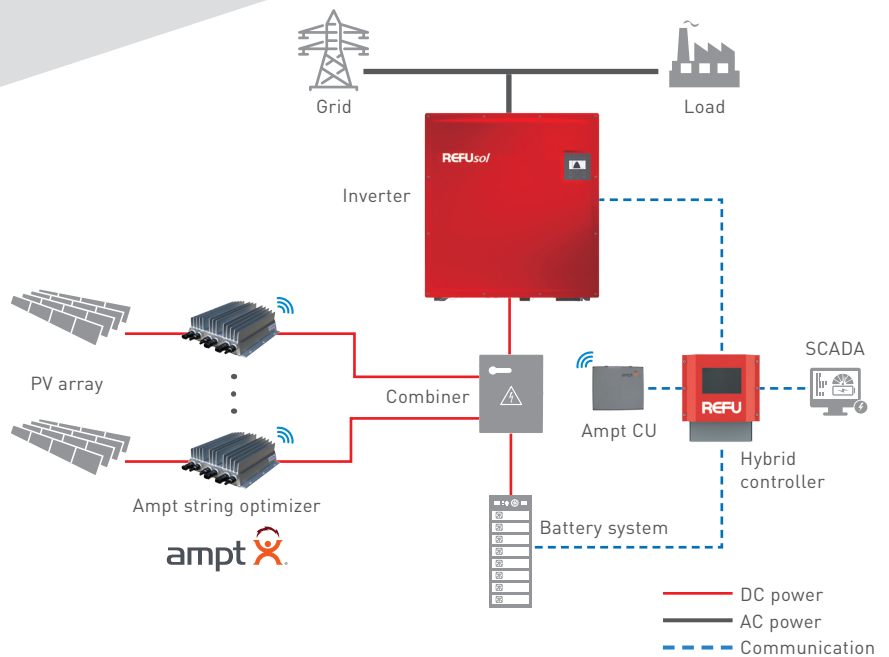 Grid
Load
REFUsol
Inverter
SCADA
PV array
Combiner
ampt
Ampt CU
REFU
Hybrid
controller
Ampt string optimizer
ampt
Battery system
DC power
AC power
Communication